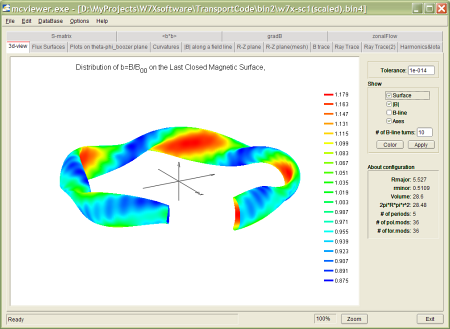 mcviewer.exe - [D:\MyProjects\W7Xsoftware\TransportCode\bin2\w7x-sc1(scaled).bin4]
File Edit DataBase Options Help
S-matrix <b*b> gradB JonalFlow
3d-view Flux Surfaces Plots on theta-phi_boozer plane Curvatures |B| along a field line R-Z plane R-Z plane(mesh) B trace Ray Trace Ray Trace(2) Harmonics&Iota
Distribution of b=B/B00 on the Last Closed Magnetic Surface,
Tolerance: 1e-014
Show
Surface
|B|
B-line
Axes
# of B-line turns: 10
Color Apply
About configuration
Rmajor: 5.527
rminor: 0.5109
Volume: 28.6
2pi*R*pi*r^2: 28.48
# of periods: 5
# of pol.mods: 36
# of tor.mods: 36
1.179
1.163
1.147
1.131
1.115
1.099
1.083
1.067
1.051
1.035
1.019
1.003
0.987
0.971
0.955
0.939
0.923
0.907
0.891
0.875
Ready 100% Zoom Exit